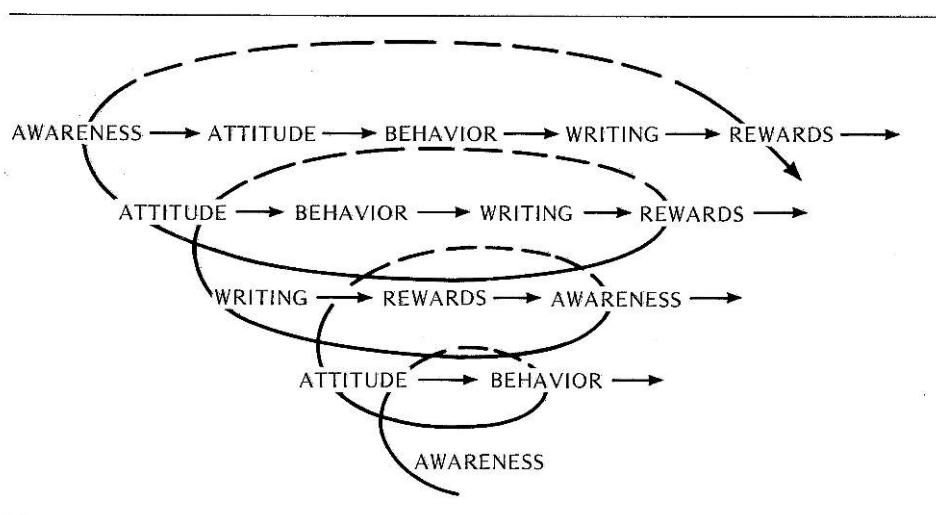 AWARENESS ATTITUDE BEHAVIOR WRITING REWARDS
ATTITUDE BEHAVIOR WRITING REWARDS
WRITING REWARDS AWARENESS
ATTITUDE BEHAVIOR
AWARENESS